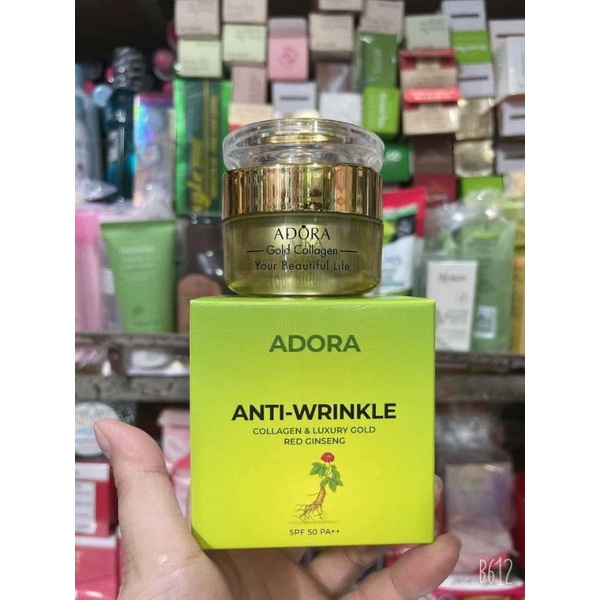 ADORA
Gold Collagen
Your Beautiful Life
ADORA
ANTI-WRINKLE
COLLAGEN & LUXURY GOLD
RED GINSENG
SPF 50 PA++
B612